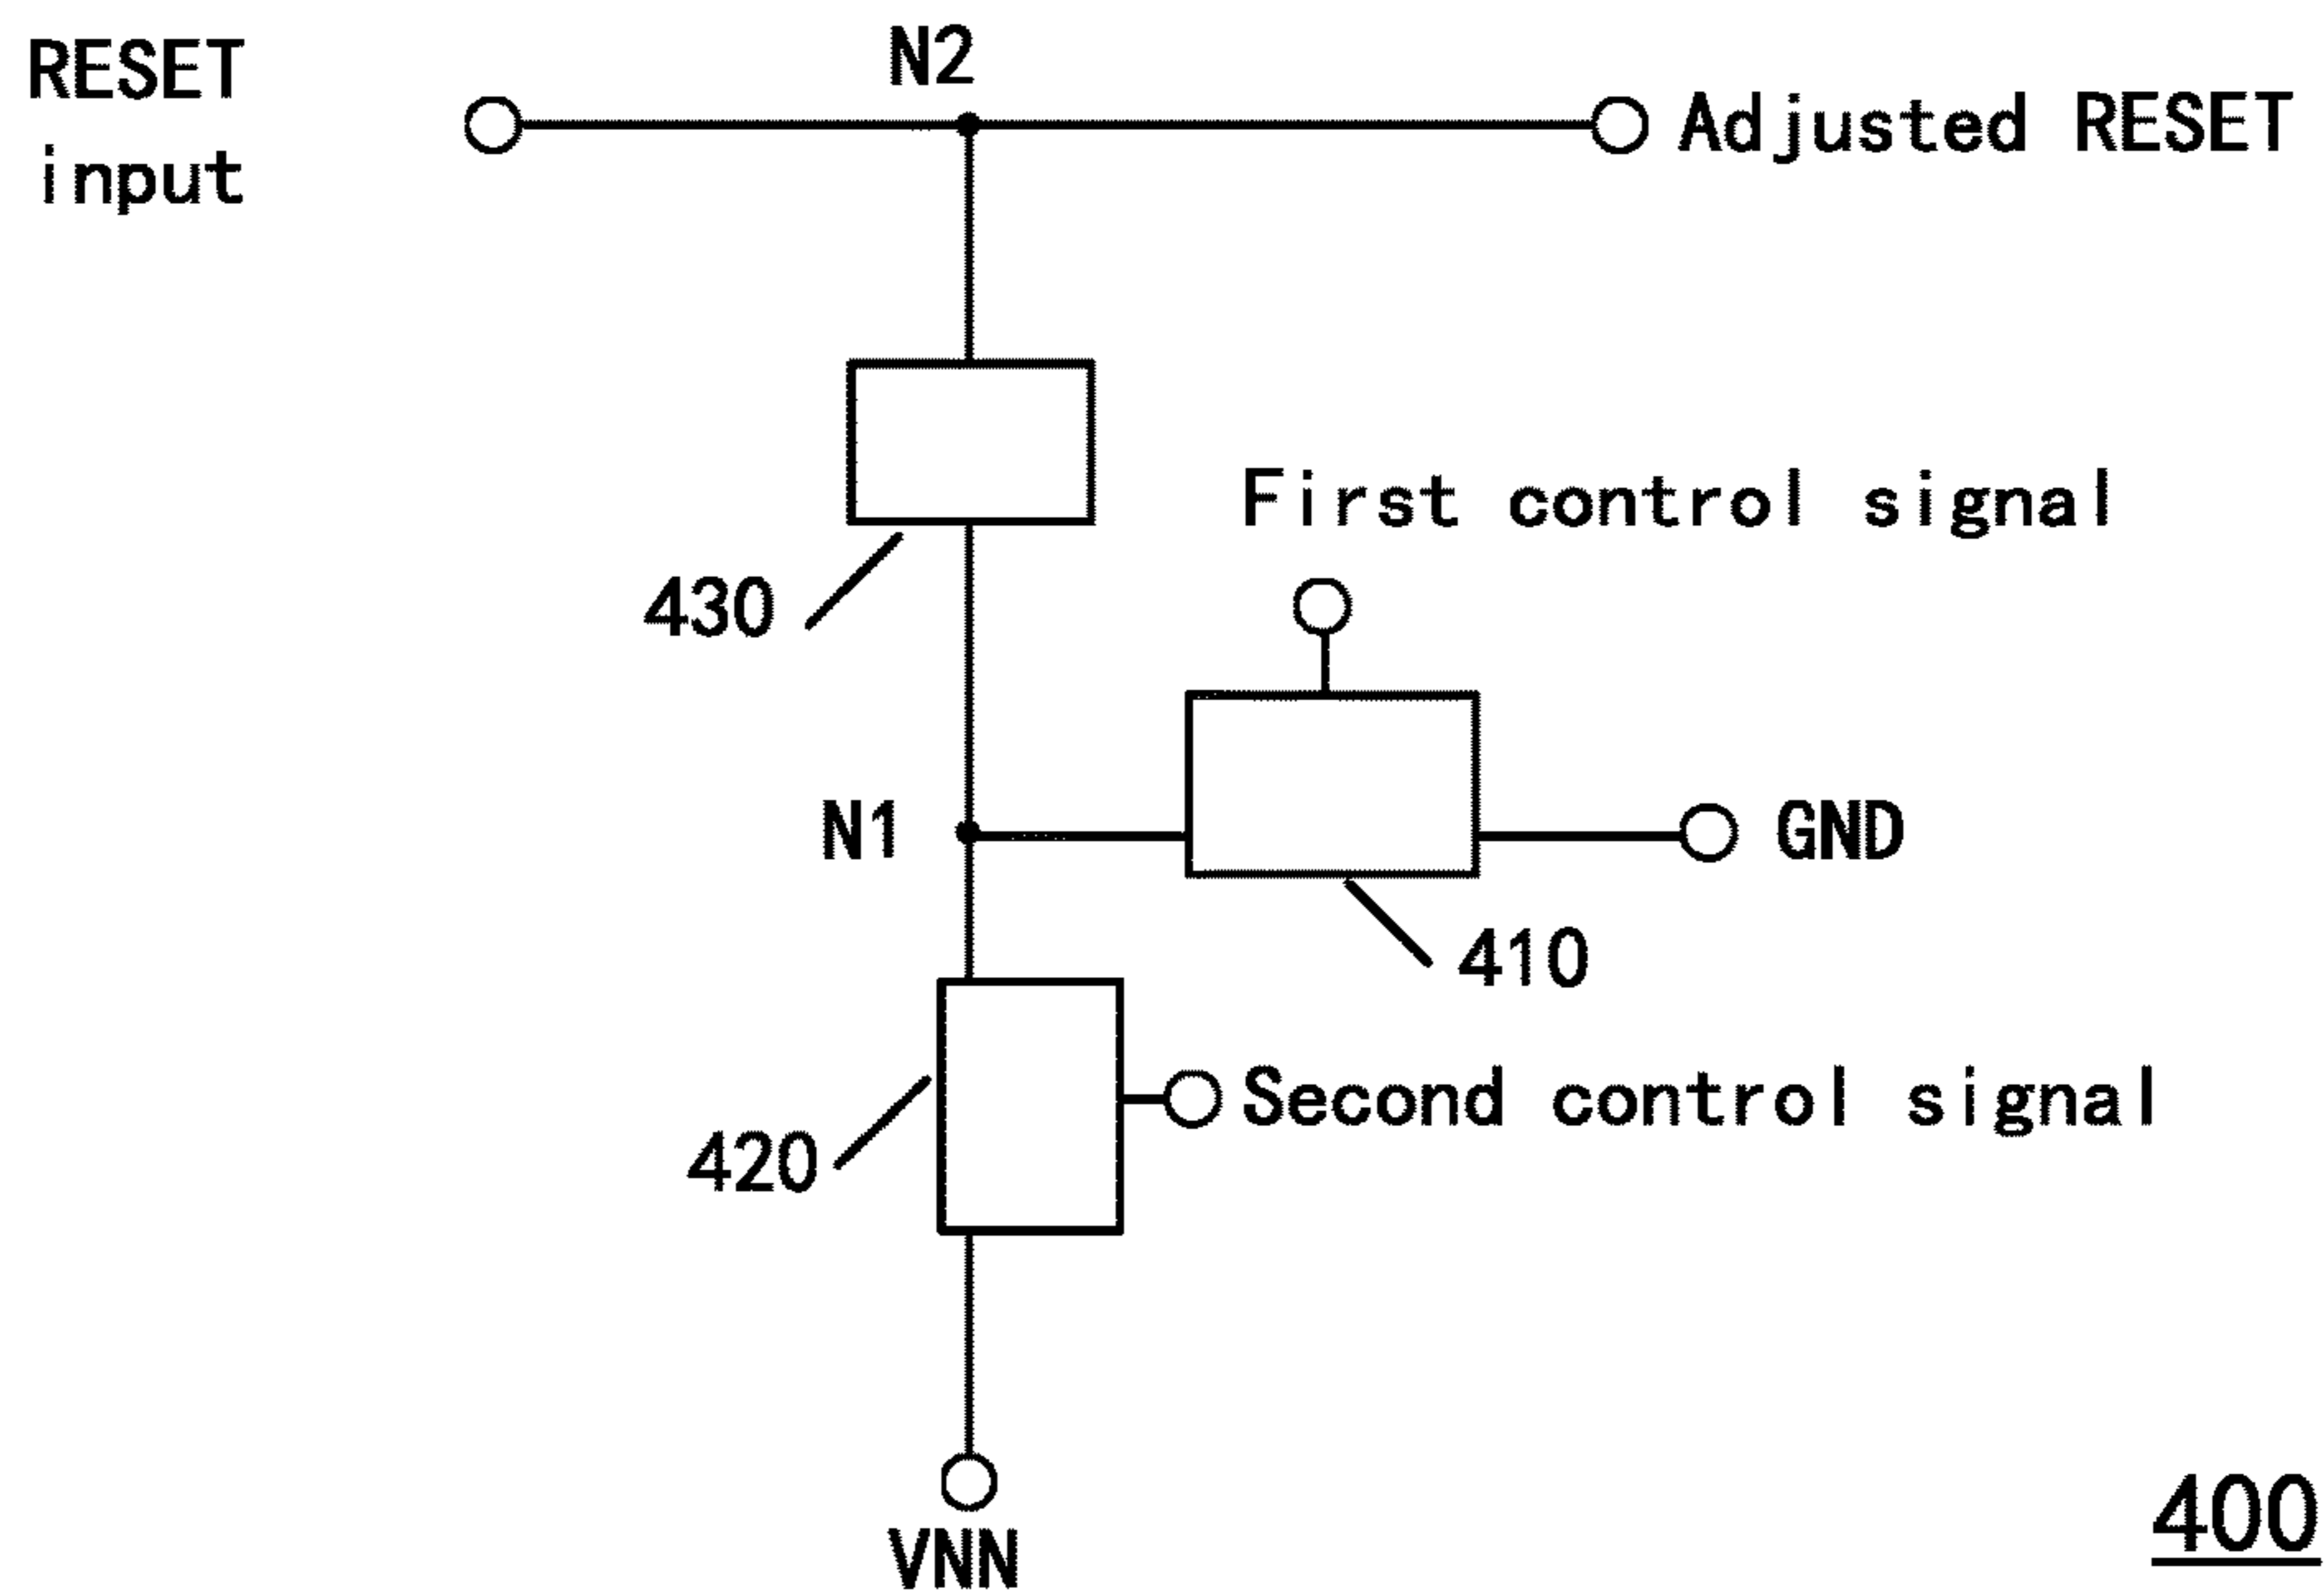 RESET
input
N2
Adjusted RESET
430
First control signal
N1
GND
410
420
Second control signal
VNN
400